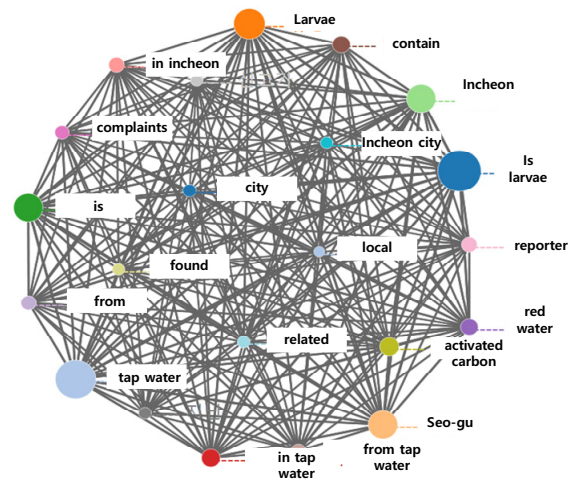 Larvae
contain
in incheon
Incheon
complaints
Incheon city
Is
larvae
city
is
local
reporter
found
from
red
water
related
activated
carbon
tap water
Seo-gu
from tap
water
in tap
water